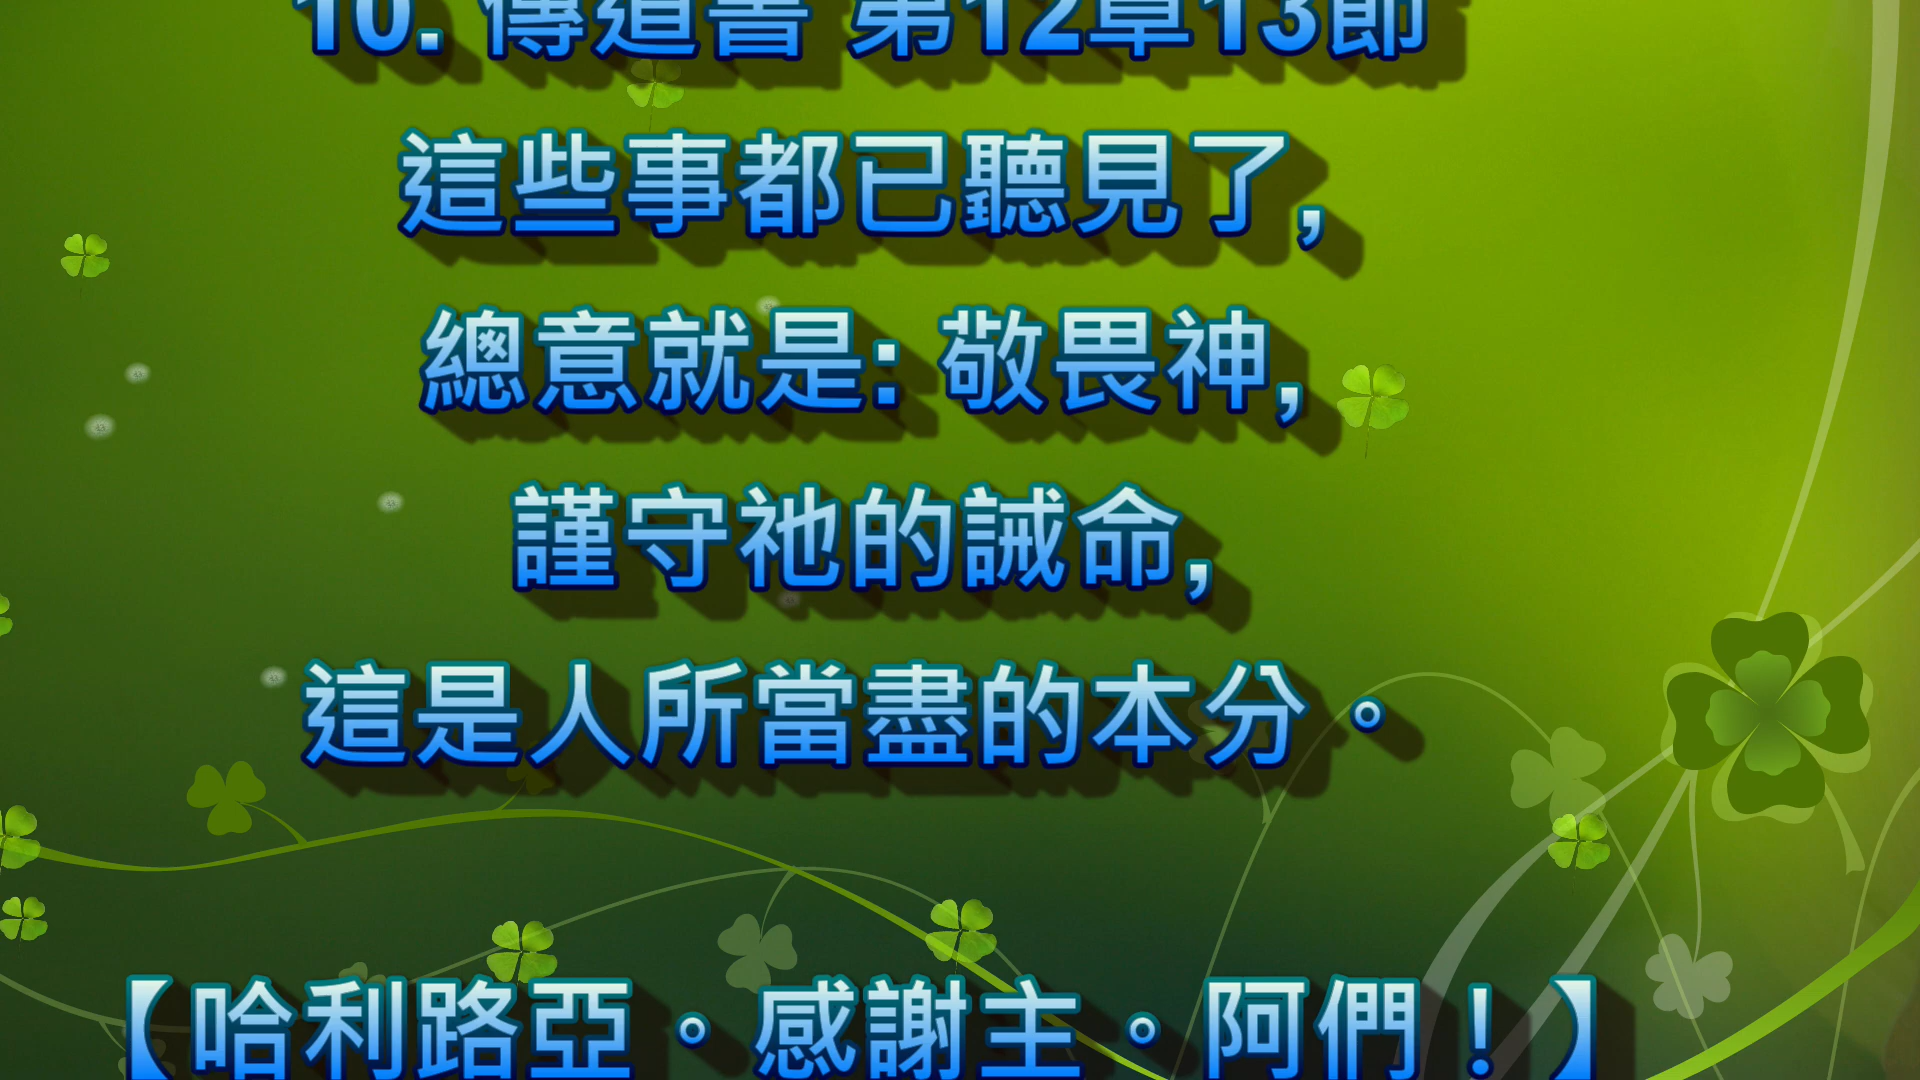 10. 傳道書 第12章13節
這些事都已聽見了,
總意就是: 敬畏神,
謹守祂的誡命,
這是人所當盡的本分。
【哈利路亞。感謝主。阿們！】